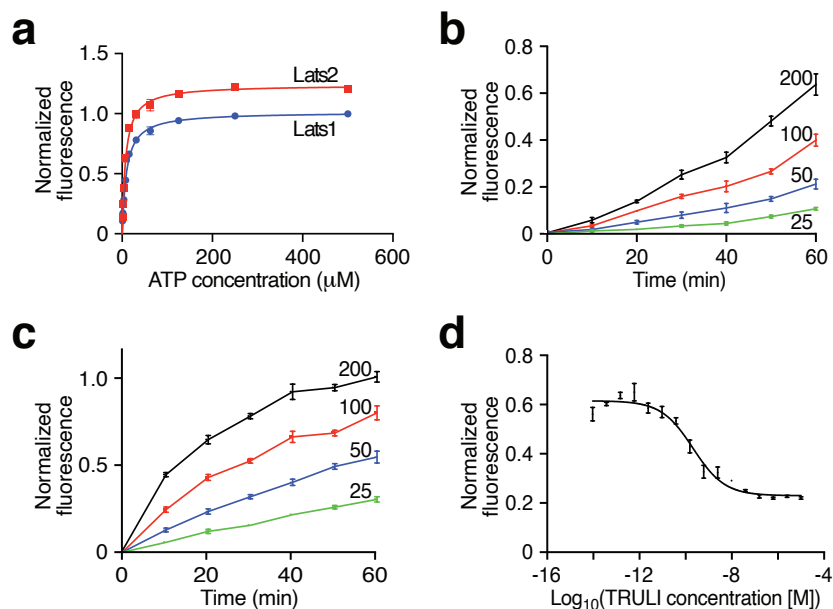 a
Normalized
fluorescence
1.5
1.0
0.5
0
Lats2
Lats1
0
200
400
600
ATP concentration (μM)
b
Normalized
fluorescence
0.8
0.6
0.4
0.2
0
200
100
50
25
0
20
40
60
Time (min)
c
Normalized
fluorescence
1.0
0.5
0
200
100
50
25
0
20
40
60
Time (min)
d
Normalized
fluorescence
0.8
0.6
0.4
0.2
0
-16
-12
-8
-4
Log10(TRULI concentration [M])